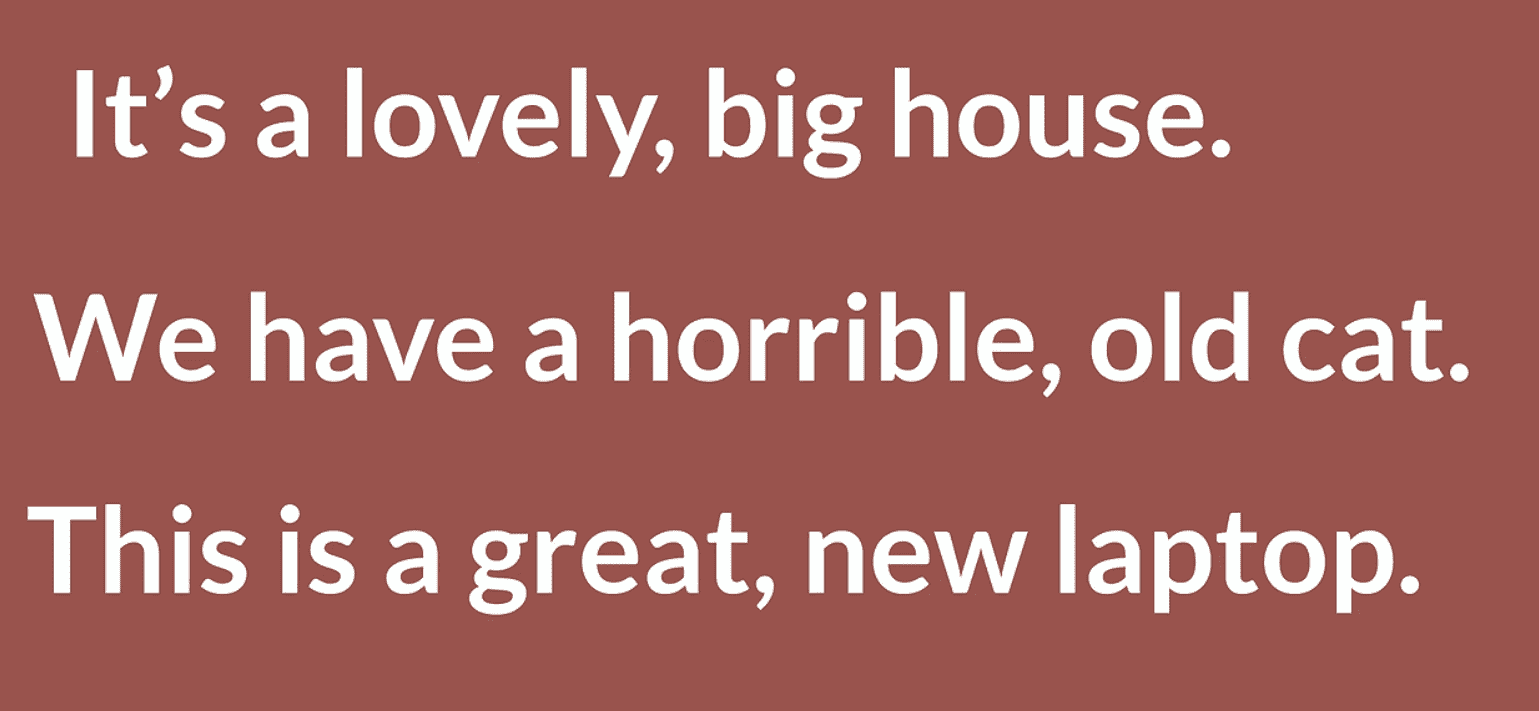 It’s a lovely, big house.
We have a horrible, old cat.
This is a great, new laptop.